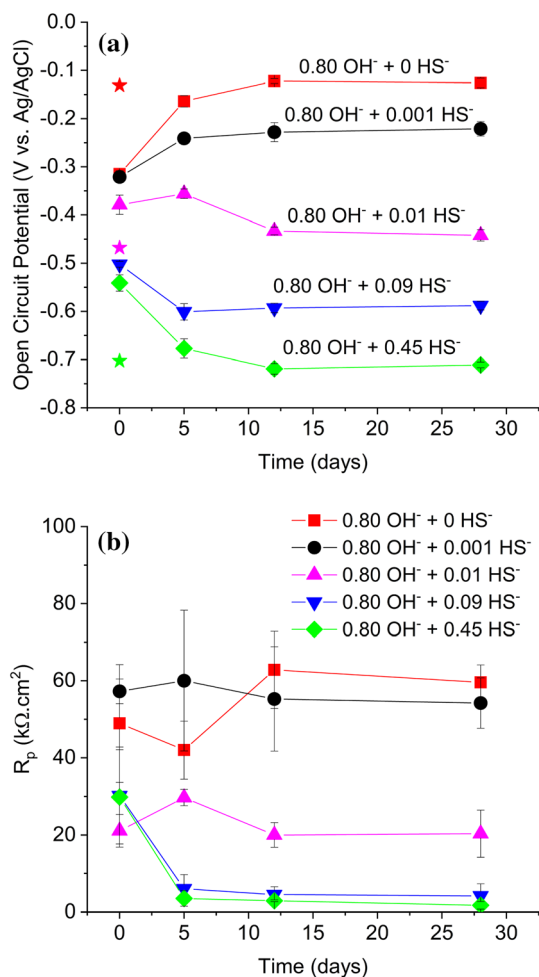 (a)
0.80 OH⁻ + 0 HS⁻
0.80 OH⁻ + 0.001 HS⁻
0.80 OH⁻ + 0.01 HS⁻
0.80 OH⁻ + 0.09 HS⁻
0.80 OH⁻ + 0.45 HS⁻
Open Circuit Potential (V vs. Ag/AgCl)
0.0
-0.1
-0.2
-0.3
-0.4
-0.5
-0.6
-0.7
-0.8
0 5 10 15 20 25 30
Time (days)
(b)
0.80 OH⁻ + 0 HS⁻
0.80 OH⁻ + 0.001 HS⁻
0.80 OH⁻ + 0.01 HS⁻
0.80 OH⁻ + 0.09 HS⁻
0.80 OH⁻ + 0.45 HS⁻
Rₚ (kΩ.cm²)
100
80
60
40
20
0
0 5 10 15 20 25 30
Time (days)